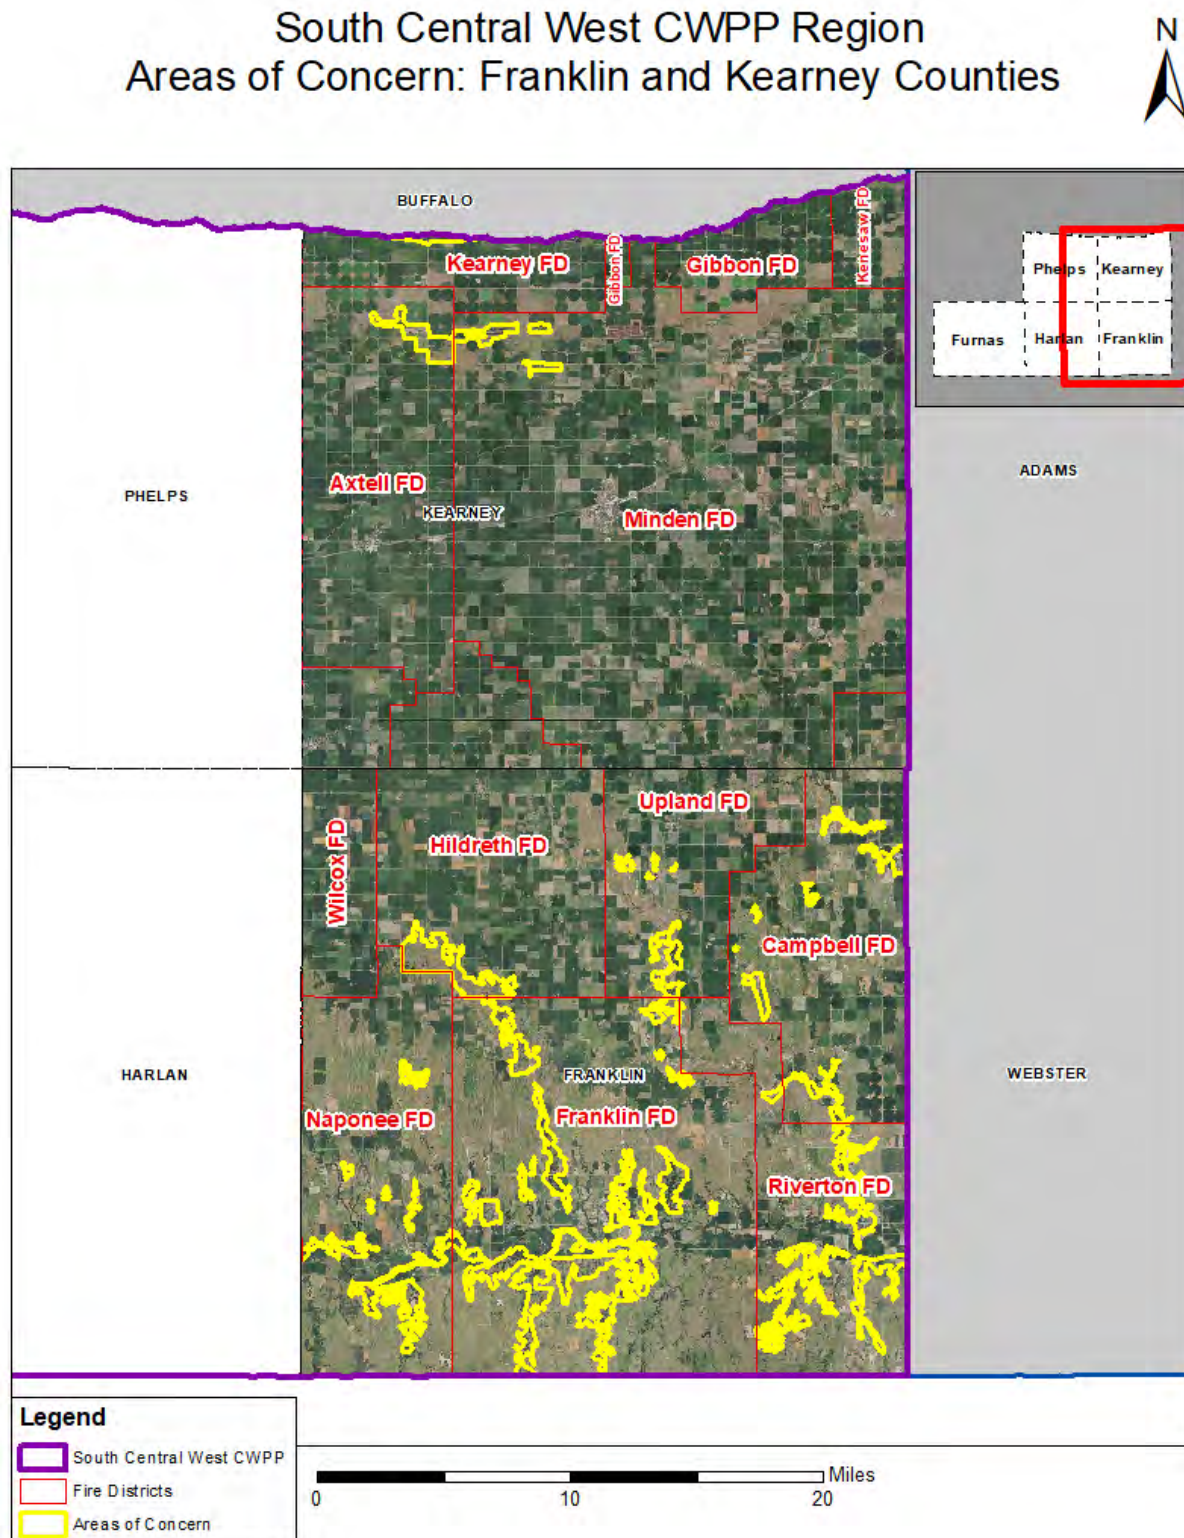 South Central West CWPP Region
Areas of Concern: Franklin and Kearney Counties
N
BUFFALO
Kearney FD
Gibbon FD
Gibbon FD
Kenesaw FD
Phelps
Kearney
Furnas
Harlan
Franklin
PHELPS
Axtell FD
KEARNEY
Minden FD
ADAMS
Wilcox FD
Hildreth FD
Upland FD
Campbell FD
HARLAN
FRANKLIN
WEBSTER
Naponee FD
Franklin FD
Riverton FD
Legend
South Central West CWPP
Fire Districts
Areas of Concern
Miles
0 10 20